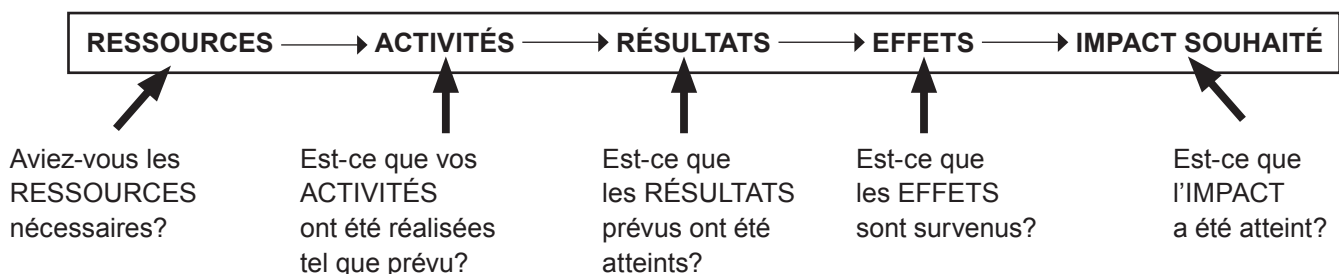 RESSOURCES ACTIVITÉS RÉSULTATS EFFETS IMPACT SOUHAITÉ
Aviez-vous les
RESSOURCES
nécessaires?
Est-ce que vos
ACTIVITÉS
ont été réalisées
tel que prévu?
Est-ce que
les RÉSULTATS
prévus ont été
atteints?
Est-ce que
les EFFETS
sont survenus?
Est-ce que
l'IMPACT
a été atteint?